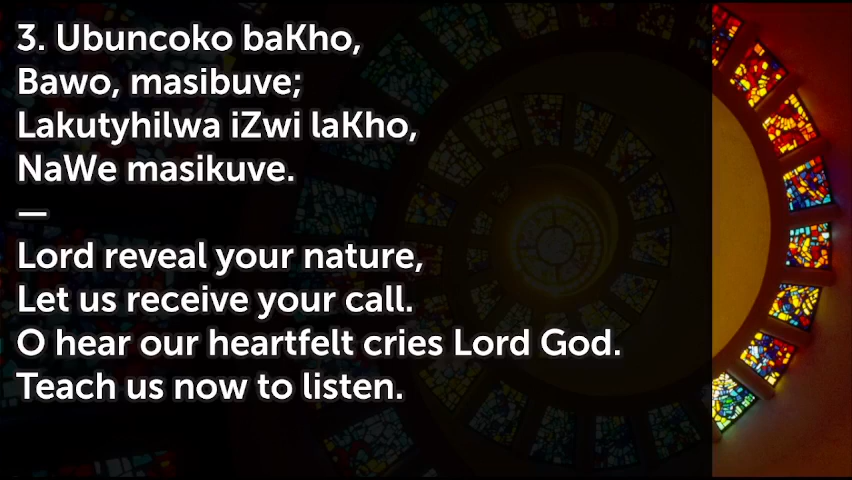 3. Ubuncoko baKho,
Bawo, masibuve;
Lakutyhilwa iZwi laKho,
NaWe masikuve.
—
Lord reveal your nature,
Let us receive your call.
O hear our heartfelt cries Lord God.
Teach us now to listen.